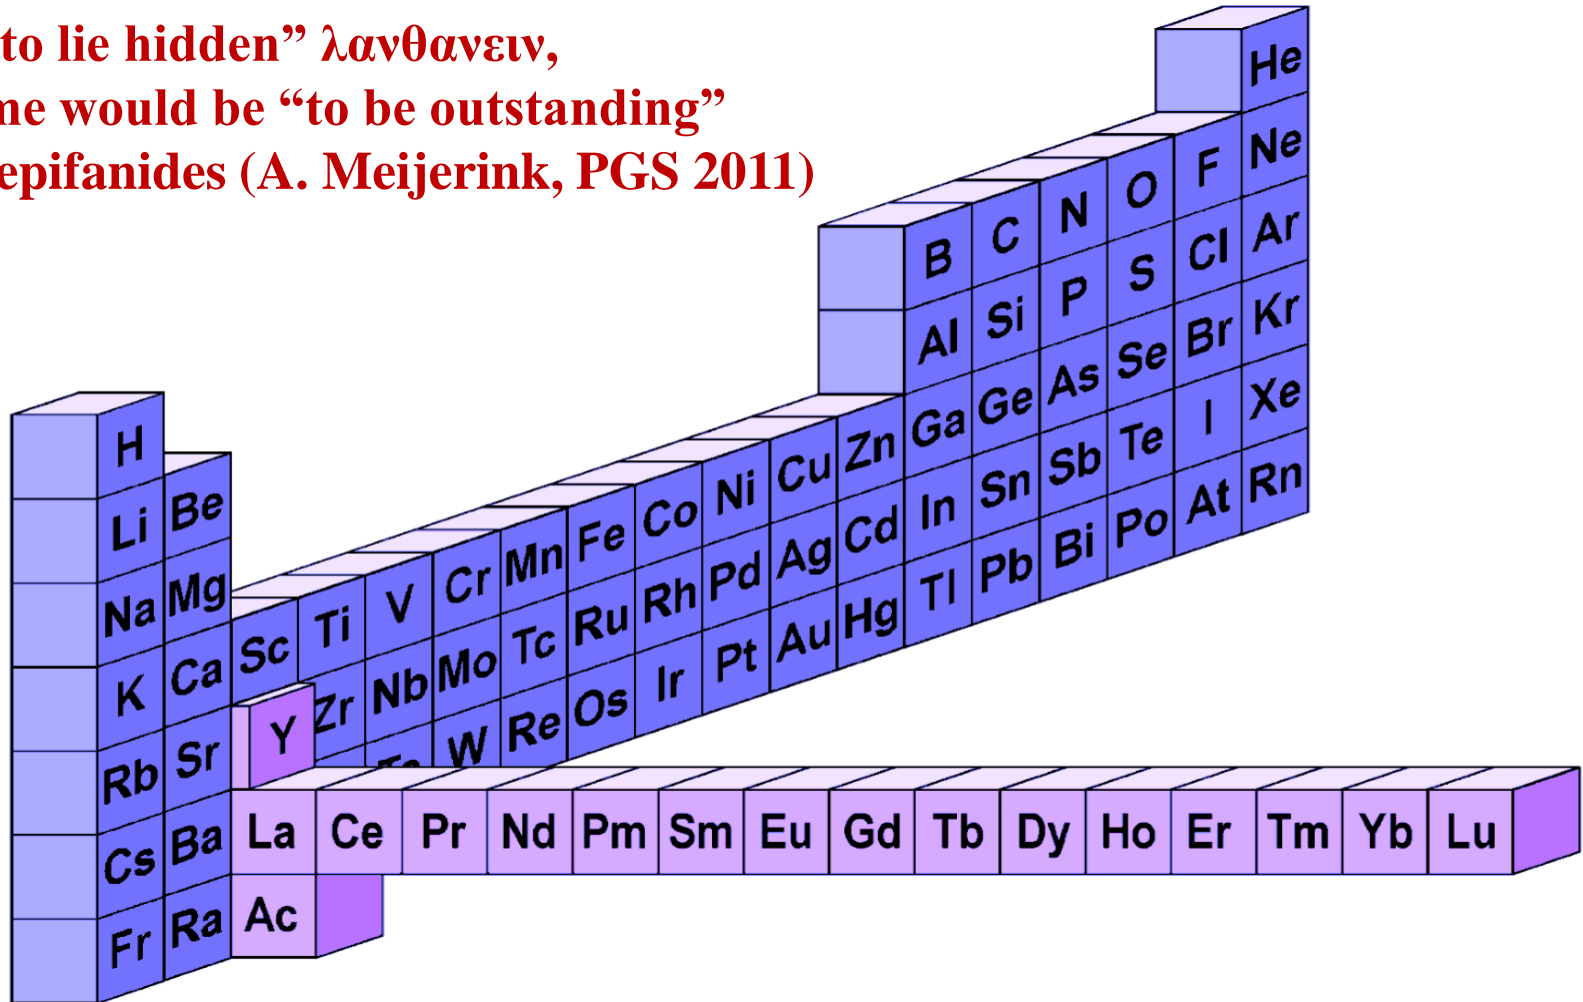 to lie hidden” λανθανειν,
me would be “to be outstanding”
epifanides (A. Meijerink, PGS 2011)
H He
Li Be B C N O F Ne
Na Mg Al Si P S Cl Ar
K Ca Sc Ti V Cr Mn Fe Co Ni Cu Zn Ga Ge As Se Br Kr
Rb Sr Y Zr Nb Mo Tc Ru Rh Pd Ag Cd In Sn Sb Te I Xe
W Re Os Ir Pt Au Hg Tl Pb Bi Po At Rn
Cs Ba La Ce Pr Nd Pm Sm Eu Gd Tb Dy Ho Er Tm Yb Lu
Fr Ra Ac